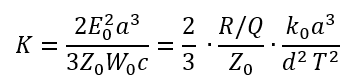 K = \frac{2E_0^2 a^3}{3Z_0 W_0 c} = \frac{2}{3} \cdot \frac{R/Q}{Z_0} \cdot \frac{k_0 a^3}{d^2 T^2}